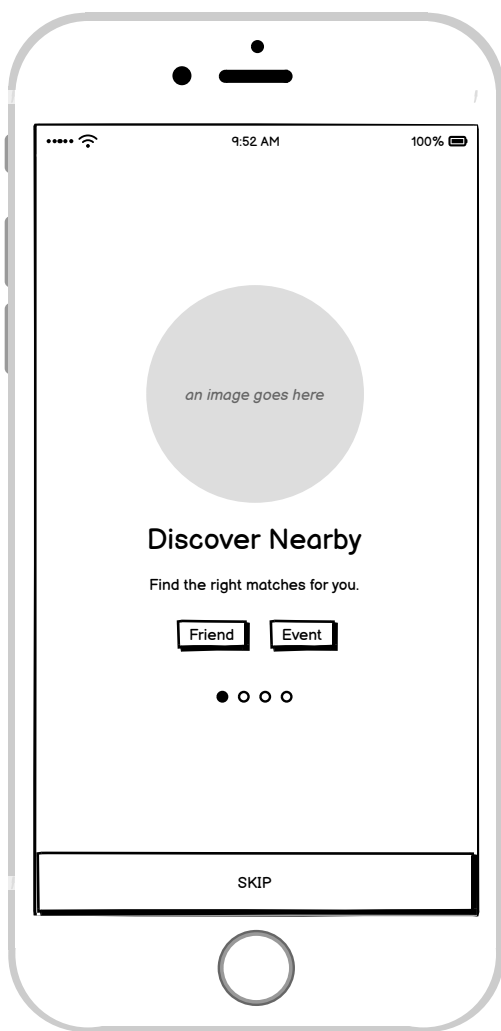 9:52 AM 100%
an image goes here
Discover Nearby
Find the right matches for you.
Friend Event
SKIP